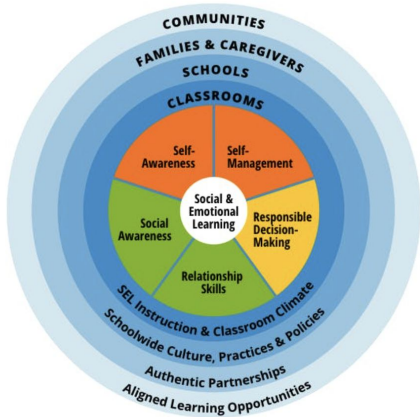 COMMUNITIES
FAMILIES & CAREGIVERS
SCHOOLS
CLASSROOMS
Self-
Awareness
Self-
Management
Social &
Emotional
Learning
Social
Awareness
Responsible
Decision-
Making
Relationship
Skills
SEL Instruction & Classroom Climate
Schoolwide Culture, Practices & Policies
Authentic Partnerships
Aligned Learning Opportunities